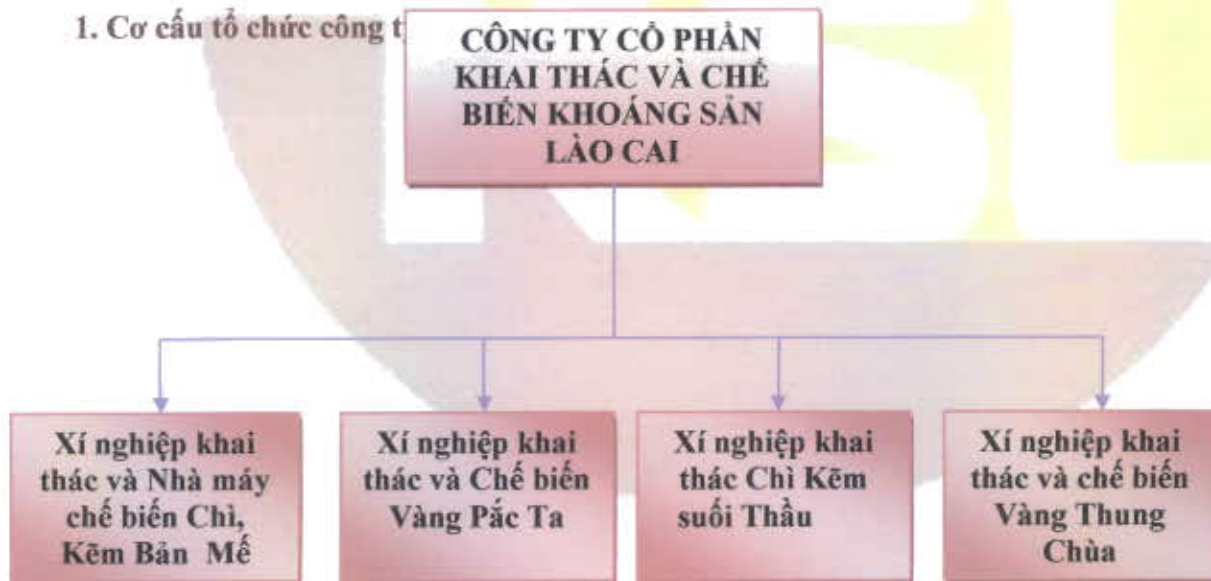 1. Cơ cấu tổ chức công t
CÔNG TY CỔ PHẦN
KHAI THÁC VÀ CHẾ
BIẾN KHOÁNG SẢN
LÀO CAI
Xí nghiệp khai
thác và Nhà máy
chế biến Chì,
Kẽm Bản Mế
Xí nghiệp khai
thác và Chế biến
Vàng Pắc Ta
Xí nghiệp khai
thác Chì Kẽm
suối Thầu
Xí nghiệp khai
thác và chế biến
Vàng Thung
Chùa